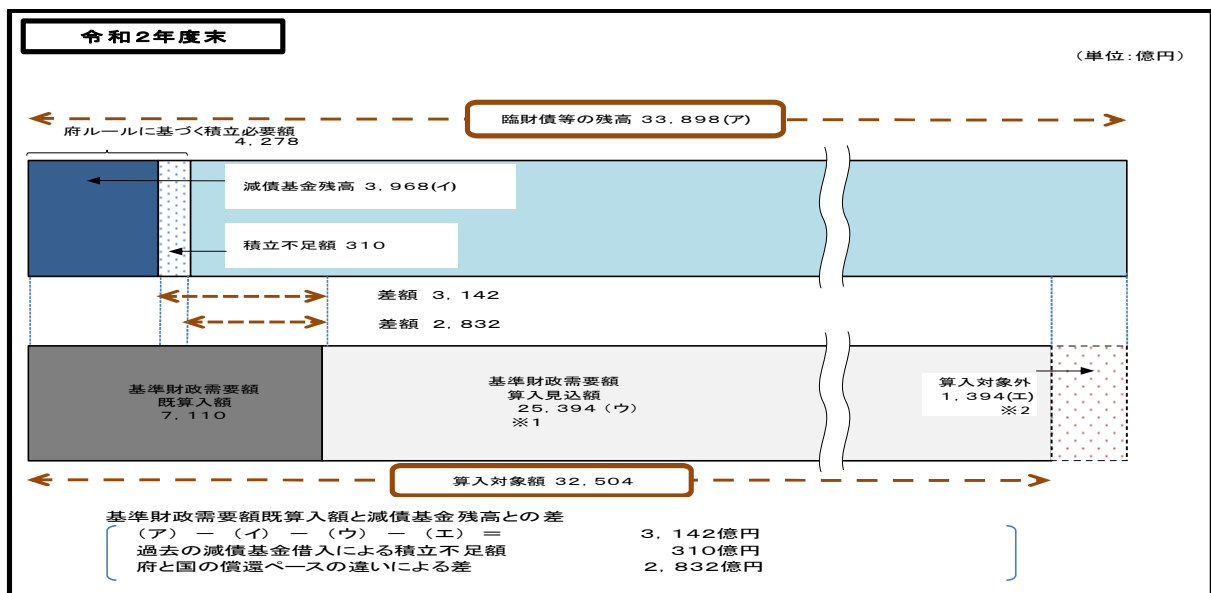 令和2年度末
（単位：億円）
臨財債等の残高 33,898(ア)
府ルールに基づく積立必要額
4,278
減債基金残高 3,968(イ)
積立不足額 310
差額 3,142
差額 2,832
基準財政需要額
既算入額
7,110
基準財政需要額
算入見込額
25,394 (ウ)
※1
算入対象外
1,394(エ)
※2
算入対象額 32,504
基準財政需要額既算入額と減債基金残高との差
（ア） － （イ） － （ウ） － （エ） ＝ 3,142億円
過去の減債基金借入による積立不足額 310億円
府と国の償還ペースの違いによる差 2,832億円